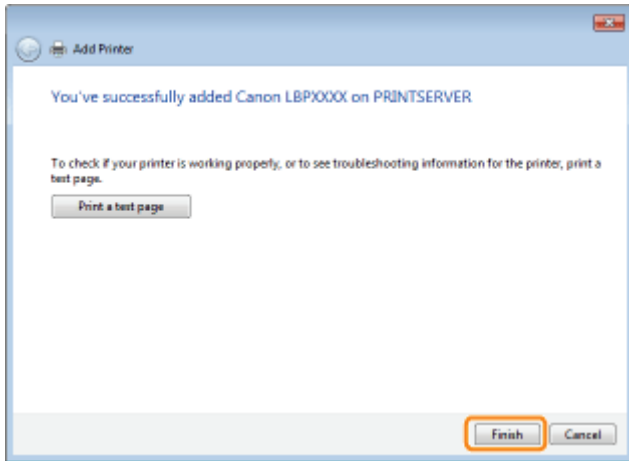 Add Printer
You've successfully added Canon LBPXXXX on PRINTSERVER
To check if your printer is working properly, or to see troubleshooting information for the printer, print a
test page.
Print a test page
Finish Cancel